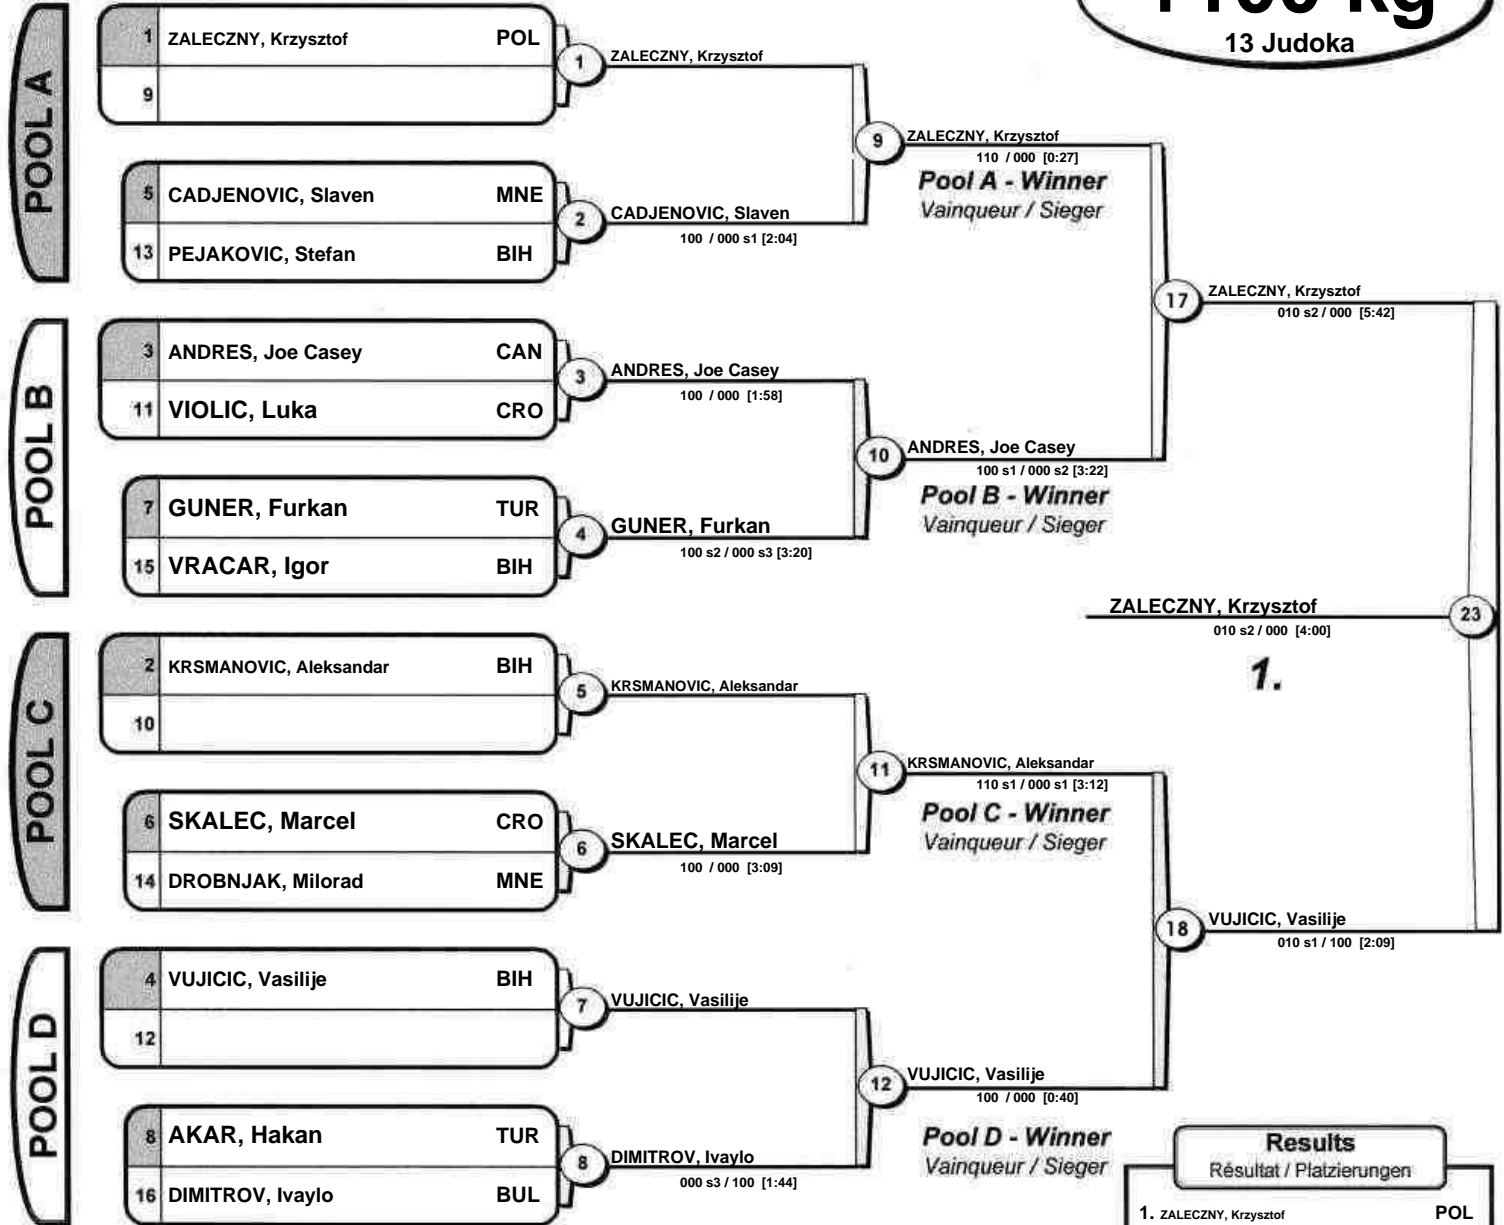 +100 kg
13 Judoka
POOL A
1 ZALECZNY, Krzysztof POL
9
1
ZALECZNY, Krzysztof
5 CADJENOVIC, Slaven MNE
13 PEJAKOVIC, Stefan BIH
2
CADJENOVIC, Slaven
100 / 000 s1 [2:04]
9
ZALECZNY, Krzysztof
110 / 000 [0:27]
Pool A - Winner
Vainqueur / Sieger
POOL B
3 ANDRES, Joe Casey CAN
11 VIOLIC, Luka CRO
3
ANDRES, Joe Casey
100 / 000 [1:58]
7 GUNER, Furkan TUR
15 VRACAR, Igor BIH
4
GUNER, Furkan
100 s2 / 000 s3 [3:20]
10
ANDRES, Joe Casey
100 s1 / 000 s2 [3:22]
Pool B - Winner
Vainqueur / Sieger
17
ZALECZNY, Krzysztof
010 s2 / 000 [5:42]
ZALECZNY, Krzysztof
23
010 s2 / 000 [4:00]
1.
POOL C
2 KRSMANOVIC, Aleksandar BIH
10
5
KRSMANOVIC, Aleksandar
6 SKALEC, Marcel CRO
14 DROBNJAK, Milorad MNE
6
SKALEC, Marcel
100 / 000 [3:09]
11
KRSMANOVIC, Aleksandar
110 s1 / 000 s1 [3:12]
Pool C - Winner
Vainqueur / Sieger
POOL D
4 VUJICIC, Vasilije BIH
12
7
VUJICIC, Vasilije
8 AKAR, Hakan TUR
16 DIMITROV, Ivaylo BUL
8
DIMITROV, Ivaylo
000 s3 / 100 [1:44]
12
VUJICIC, Vasilije
100 / 000 [0:40]
Pool D - Winner
Vainqueur / Sieger
18
VUJICIC, Vasilije
010 s1 / 100 [2:09]
Results
Résultat / Platzierungen
1. ZALECZNY, Krzysztof POL